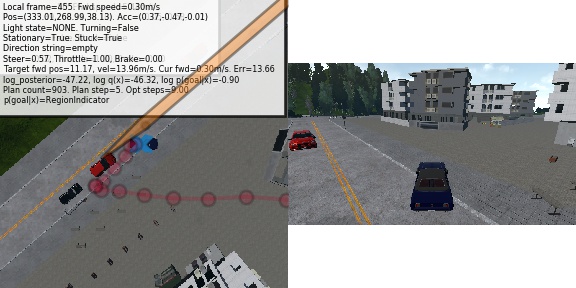 Local frame=455: Fwd speed=0.30m/s
Pos=(333.01,268.99,38.13). Acc=(0.37,-0.47,-0.01)
Light state=NONE. Turning=False
Stationary=True. Stuck=True
Direction string=empty
Steer=0.57, Throttle=1.00, Brake=0.00
Target fwd pos=11.17, vel=13.96m/s. Cur fwd=0.30m/s. Err=13.66
log_posterior=-47.22, log q(x)=-46.32, log p(goal|x)=-0.90
Plan count=903. Plan step=5. Opt steps=9.00
p(goal|x)=RegionIndicator